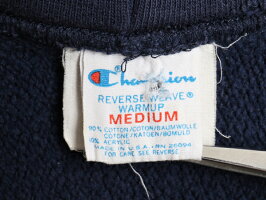 Champion
REVERSE WEAVE®
WARMUP
MEDIUM
90% COTTON/COTON/BAUMWOLLE
COTONE/KATOEN/BOMULD
10% ACRYLIC
MADE IN U.S.A. RN 26094
FOR CARE SEE REVERSE